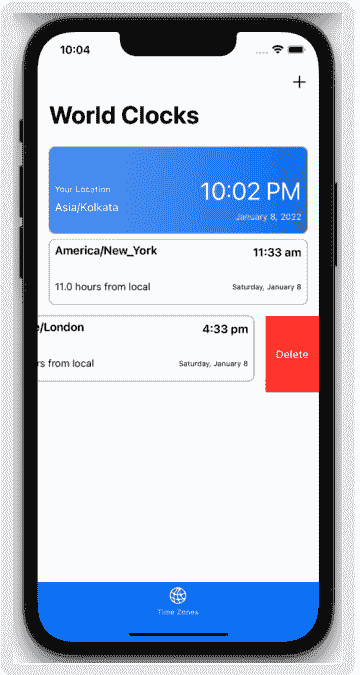 10:04
World Clocks
Your Location
10:02 PM
Asia/Kolkata
January 8, 2022
America/New_York
11:33 am
11.0 hours from local
Saturday, January 8
e/London
4:33 pm
rs from local
Saturday, January 8
Delete
Time Zones